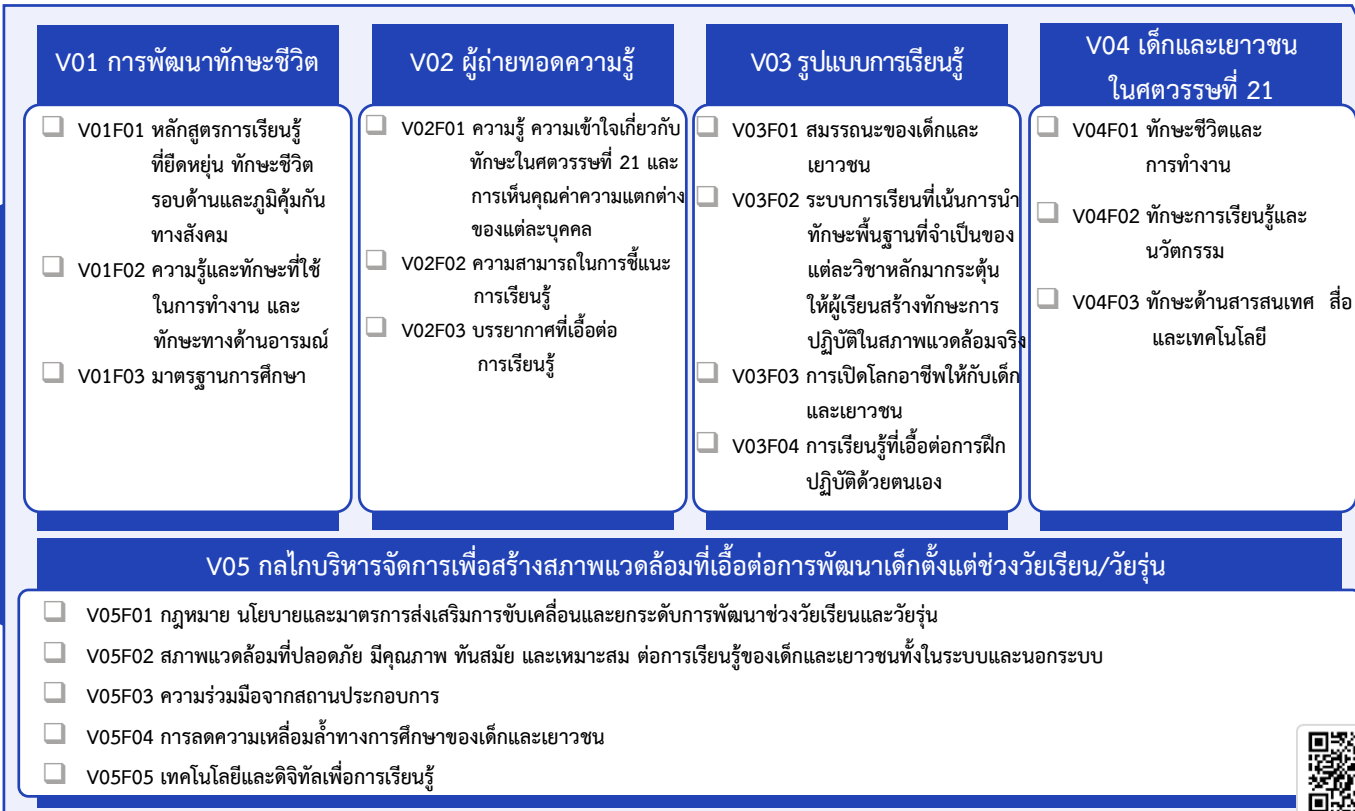 V01 การพัฒนาทักษะชีวิต
V01F01 หลักสูตรการเรียนรู้
ที่ยืดหยุ่น ทักษะชีวิต
รอบด้านและภูมิคุ้มกัน
ทางสังคม
V01F02 ความรู้และทักษะที่ใช้
ในการทำงาน และ
ทักษะทางด้านอารมณ์
V01F03 มาตรฐานการศึกษา
V02 ผู้ถ่ายทอดความรู้
V02F01 ความรู้ ความเข้าใจเกี่ยวกับ
ทักษะในศตวรรษที่ 21 และ
การเห็นคุณค่าความแตกต่าง
ของแต่ละบุคคล
V02F02 ความสามารถในการชี้แนะ
การเรียนรู้
V02F03 บรรยากาศที่เอื้อต่อ
การเรียนรู้
V03 รูปแบบการเรียนรู้
V03F01 สมรรถนะของเด็กและ
เยาวชน
V03F02 ระบบการเรียนที่เน้นการนำ
ทักษะพื้นฐานที่จำเป็นของ
แต่ละวิชาหลักมากระตุ้น
ให้ผู้เรียนสร้างทักษะการ
ปฏิบัติในสภาพแวดล้อมจริง
V03F03 การเปิดโลกอาชีพให้กับเด็ก
และเยาวชน
V03F04 การเรียนรู้ที่เอื้อต่อการฝึก
ปฏิบัติด้วยตนเอง
V04 เด็กและเยาวชน
ในศตวรรษที่ 21
V04F01 ทักษะชีวิตและ
การทำงาน
V04F02 ทักษะการเรียนรู้และ
นวัตกรรม
V04F03 ทักษะด้านสารสนเทศ สื่อ
และเทคโนโลยี
V05 กลไกบริหารจัดการเพื่อสร้างสภาพแวดล้อมที่เอื้อต่อการพัฒนาเด็กตั้งแต่ช่วงวัยเรียน/วัยรุ่น
V05F01 กฎหมาย นโยบายและมาตรการส่งเสริมการขับเคลื่อนและยกระดับการพัฒนาช่วงวัยเรียนและวัยรุ่น
V05F02 สภาพแวดล้อมที่ปลอดภัย มีคุณภาพ ทันสมัย และเหมาะสม ต่อการเรียนรู้ของเด็กและเยาวชนทั้งในระบบและนอกระบบ
V05F03 ความร่วมมือจากสถานประกอบการ
V05F04 การลดความเหลื่อมล้ำทางการศึกษาของเด็กและเยาวชน
V05F05 เทคโนโลยีและดิจิทัลเพื่อการเรียนรู้